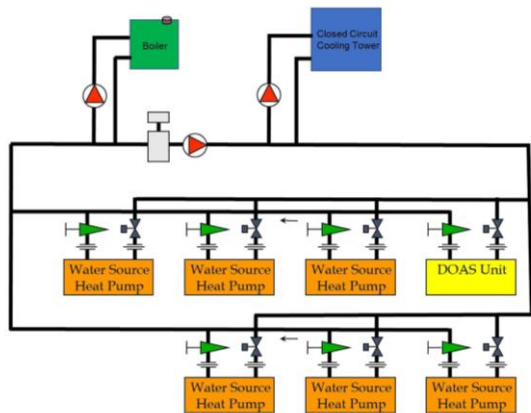 Boiler
Closed Circuit
Cooling Tower
Water Source
Heat Pump
Water Source
Heat Pump
Water Source
Heat Pump
DOAS Unit
Water Source
Heat Pump
Water Source
Heat Pump
Water Source
Heat Pump